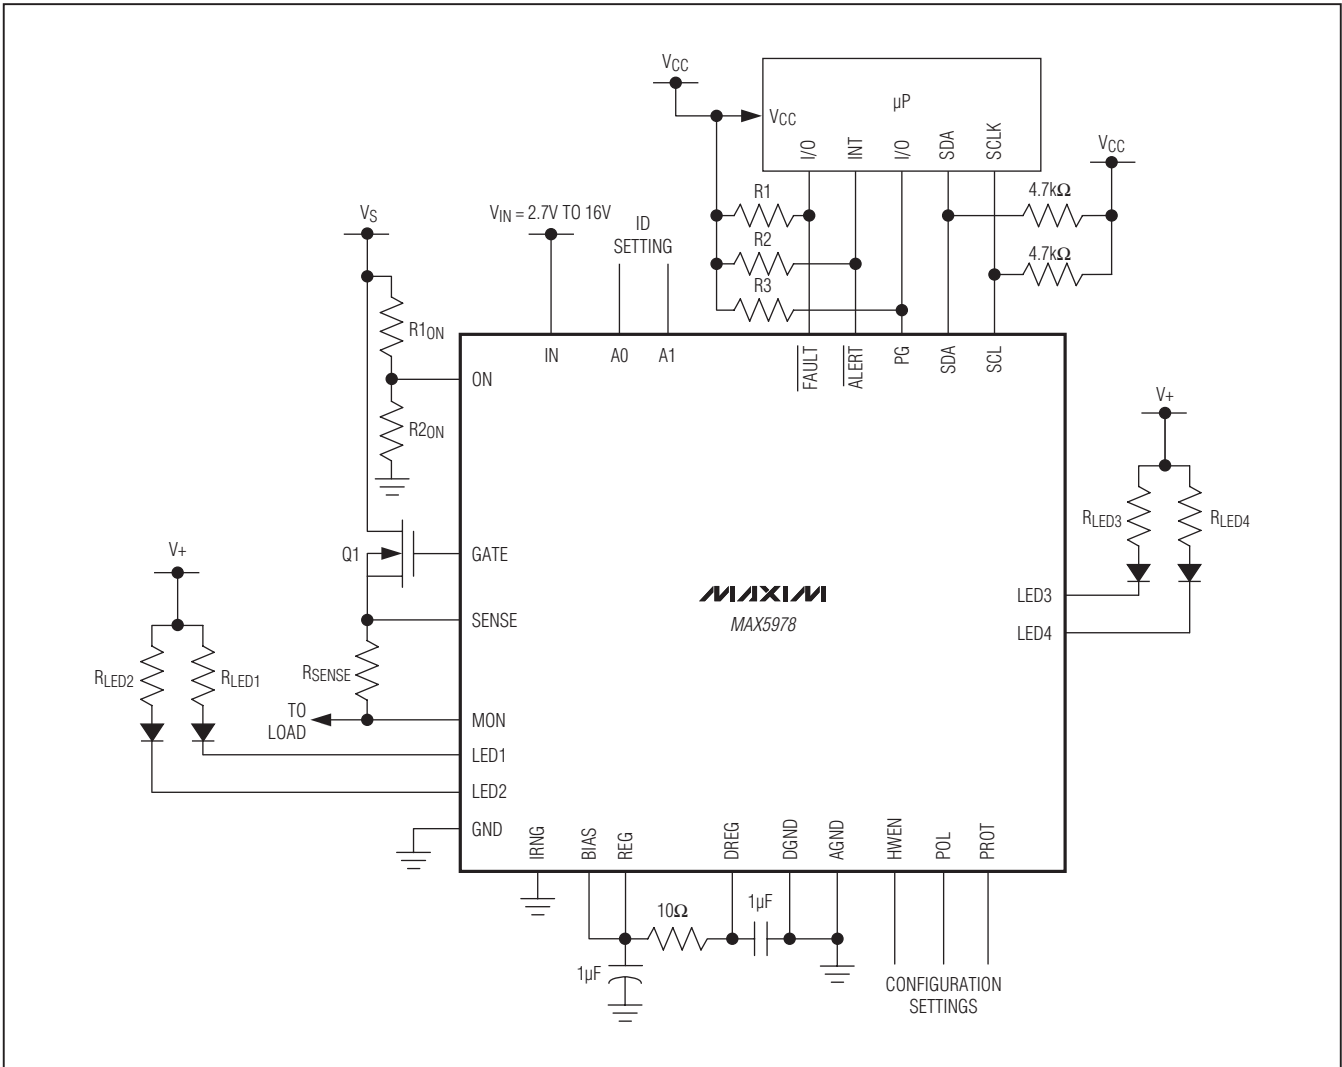 VCC
µP
VCC
I/O
INT
I/O
SDA
SCLK
VCC
R1
4.7kΩ
VS
VIN = 2.7V TO 16V
ID
SETTING
R2
4.7kΩ
R3
R1ON
IN
A0
A1
FAULT
ALERT
PG
SDA
SCL
ON
V+
R2ON
RLED3
RLED4
V+
Q1
GATE
MAXIM
MAX5978
LED3
SENSE
LED4
RLED2
RLED1
RSENSE
TO
LOAD
MON
LED1
LED2
GND
IRNG
BIAS
REG
DREG
DGND
AGND
HWEN
POL
PROT
10Ω
1µF
1µF
CONFIGURATION
SETTINGS